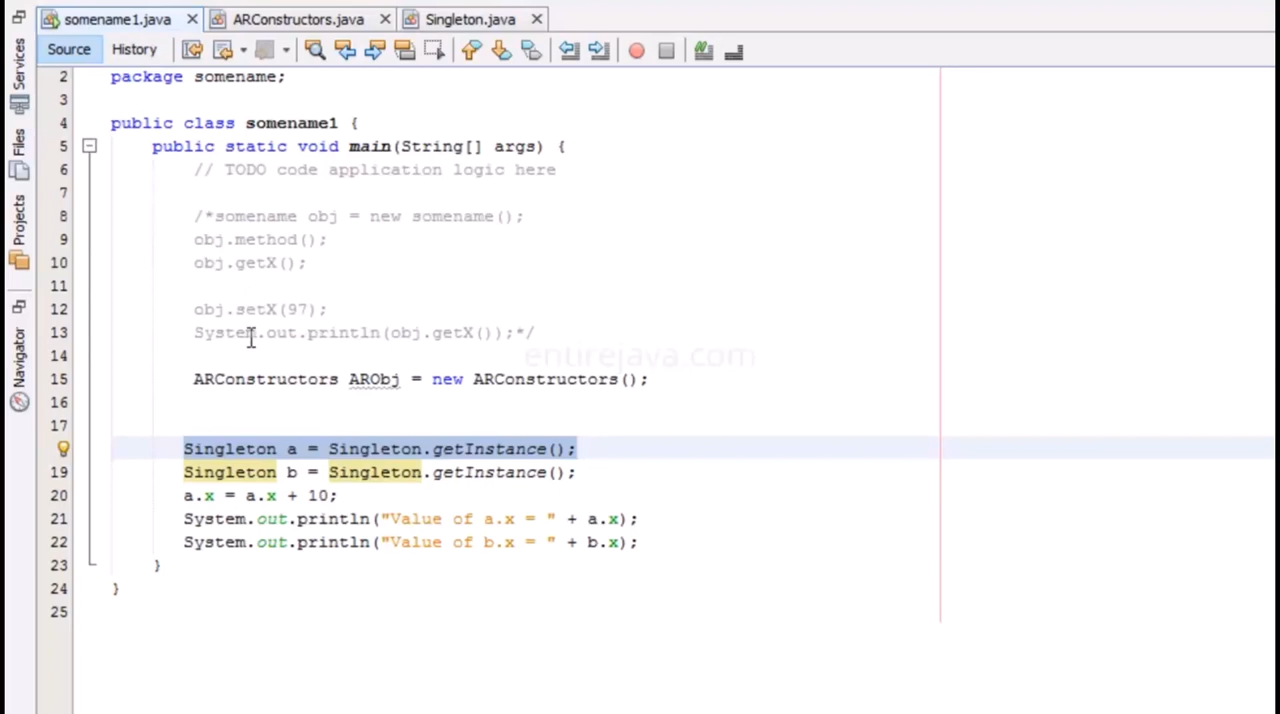 somename1.java
ARConstructors.java
Singleton.java
Source
History
Services
Files
Projects
Navigator
2 package somename;
3
4 public class somename1 {
5 public static void main(String[] args) {
6 // TODO code application logic here
7
8 /*somename obj = new somename();
9 obj.method();
10 obj.getX();
11
12 obj.setX(97);
13 System.out.println(obj.getX());*/
14
entirejava.com
15 ARConstructors ARObj = new ARConstructors();
16
17
Singleton a = Singleton.getInstance();
19 Singleton b = Singleton.getInstance();
20 a.x = a.x + 10;
21 System.out.println("Value of a.x = " + a.x);
22 System.out.println("Value of b.x = " + b.x);
23 }
24 }
25